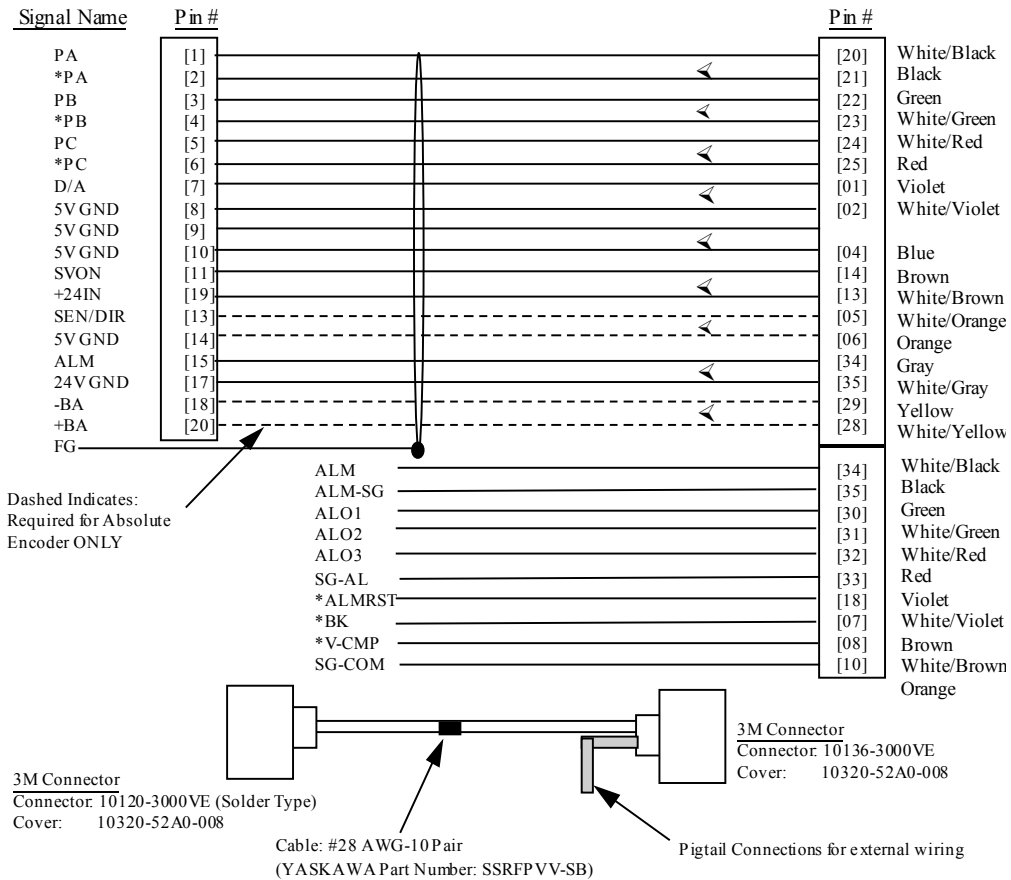 Signal Name Pin # Pin #
PA [1] [20] White/Black
*PA [2] [21] Black
PB [3] [22] Green
*PB [4] [23] White/Green
PC [5] [24] White/Red
*PC [6] [25] Red
D/A [7] [01] Violet
5V GND [8] [02] White/Violet
5V GND [9]
5V GND [10] [04] Blue
SVON [11] [14] Brown
+24IN [19] [13] White/Brown
SEN/DIR [13] [05] White/Orange
5V GND [14] [06] Orange
ALM [15] [34] Gray
24V GND [17] [35] White/Gray
-BA [18] [29] Yellow
+BA [20] [28] White/Yellow
FG
Dashed Indicates:
Required for Absolute
Encoder ONLY
ALM [34] White/Black
ALM-SG [35] Black
ALO1 [30] Green
ALO2 [31] White/Green
ALO3 [32] White/Red
SG-AL [33] Red
*ALMRST [18] Violet
*BK [07] White/Violet
*V-CMP [08] Brown
SG-COM [10] White/Brown
Orange
3M Connector
Connector: 10136-3000VE
Cover: 10320-52A0-008
3M Connector
Connector: 10120-3000VE (Solder Type)
Cover: 10320-52A0-008
Cable: #28 AWG-10 Pair
(YASKAWA Part Number: SSRFPVV-SB)
Pigtail Connections for external wiring